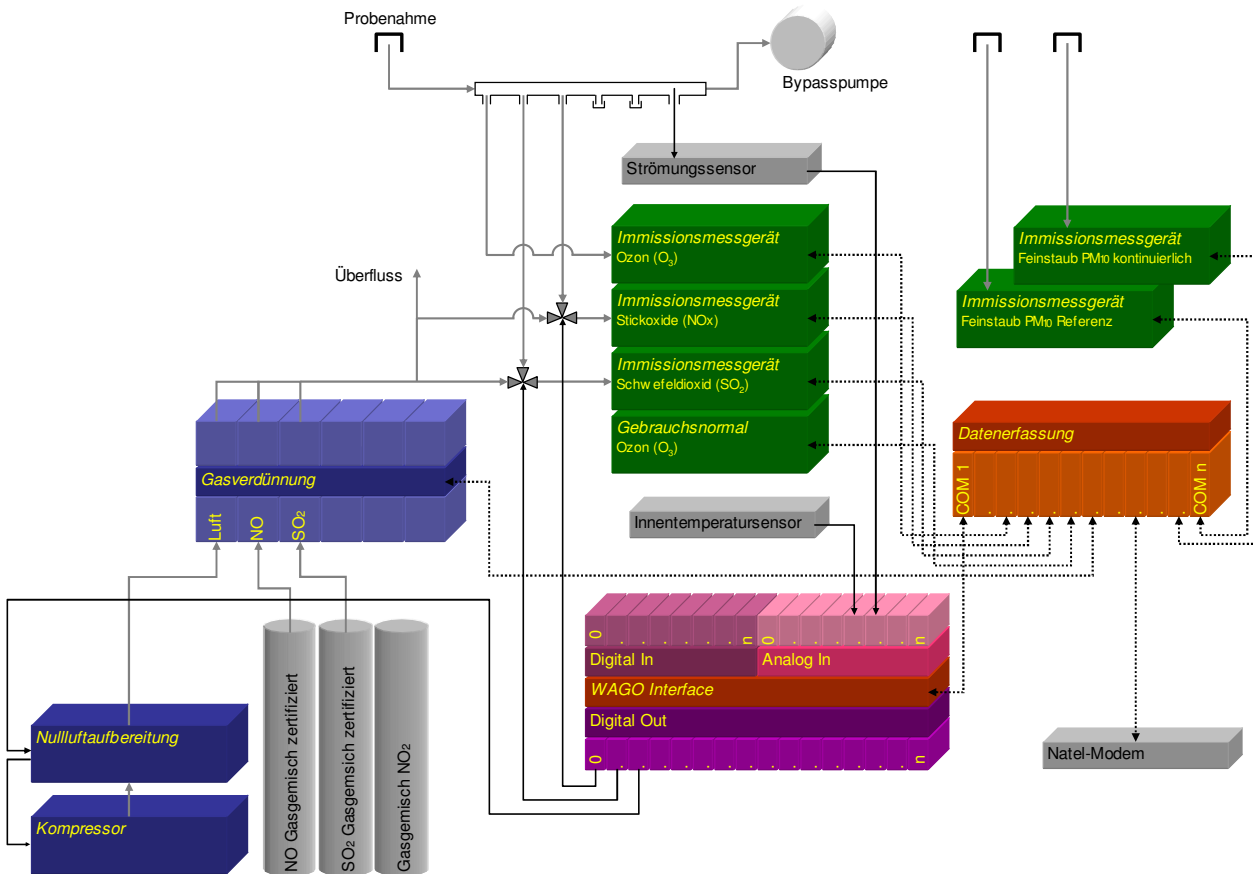 Probenahme
Bypasspumpe
Strömungssensor
Immissionsmessgerät
Ozon (O3)
Immissionsmessgerät
Stickoxide (NOx)
Immissionsmessgerät
Schwefeldioxid (SO2)
Gebrauchsnormal
Ozon (O3)
Immissionsmessgerät
Feinstaub PM10 kontinuierlich
Immissionsmessgerät
Feinstaub PM10 Referenz
Überfluss
Gasverdünnung
Luft
NO
SO2
Datenerfassung
COM 1
. . . . . . . . . .
COM n
Innentemperatursensor
0 . . . . . . n
0 . . . . . . n
Digital In
Analog In
WAGO Interface
Digital Out
0 . . . . . . . . . . . . . . n
Natel-Modem
Nullluftaufbereitung
Kompressor
NO Gasgemisch zertifiziert
SO2 Gasgemsich zertifiziert
Gasgemisch NO2